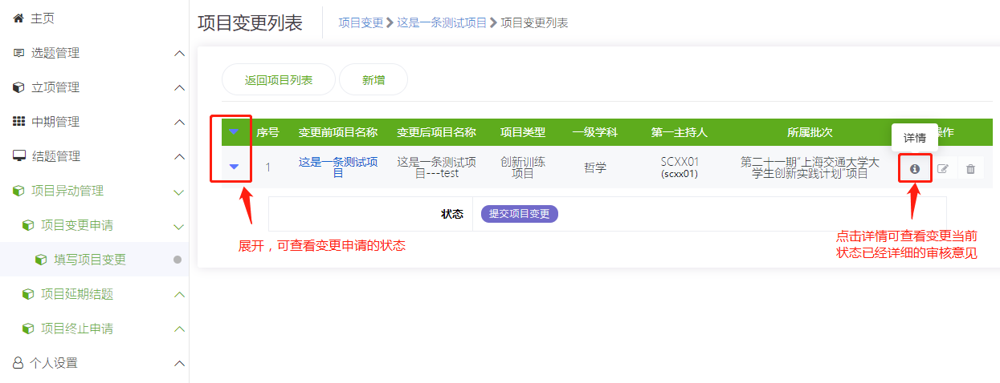 主页
选题管理
立项管理
中期管理
结题管理
项目异动管理
项目变更申请
填写项目变更
项目延期结题
项目终止申请
个人设置
项目变更列表
项目变更 这是一条测试项目 项目变更列表
返回项目列表 新增
序号 变更前项目名称 变更后项目名称 项目类型 一级学科 第一主持人 所属批次 作
详情
1 这是一条测试项
目
这是一条测试项
目---test
创新训练
项目
哲学
SCXX01
(scxx01)
第二十一期“上海交通大学大
学生创新实践计划”项目
状态 提交项目变更
展开，可查看变更申请的状态
点击详情可查看变更当前
状态已经详细的审核意见